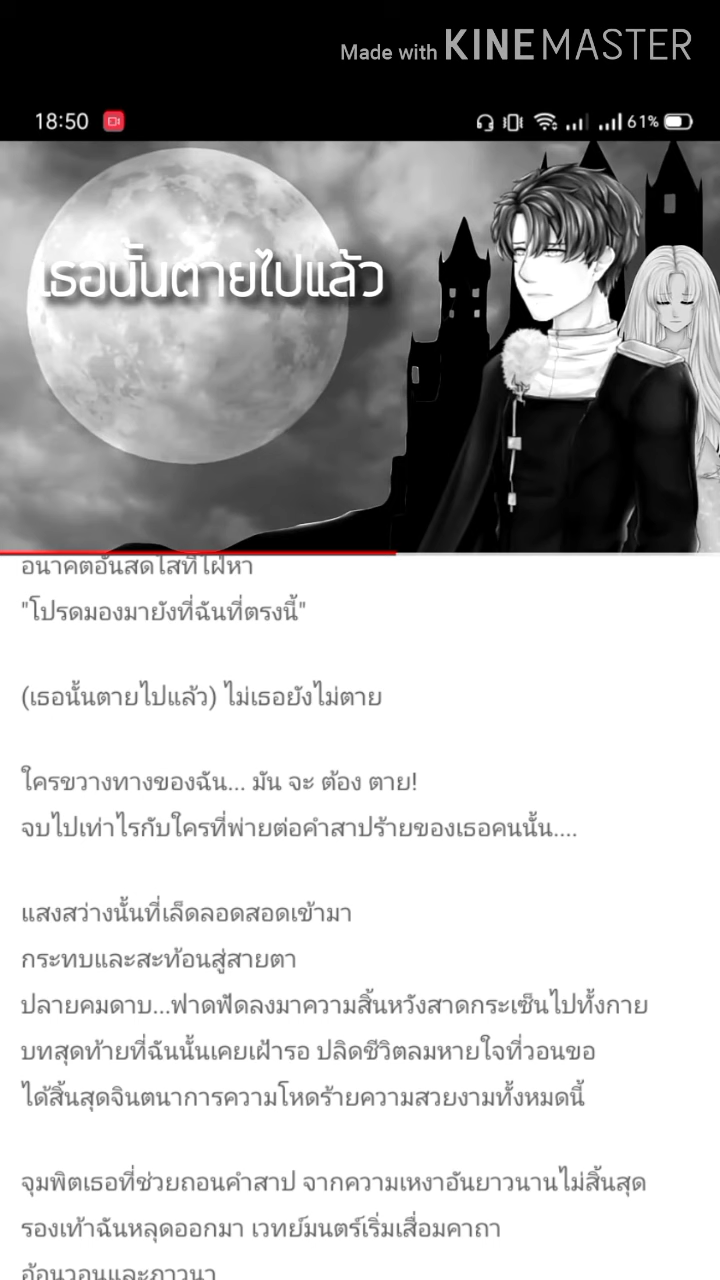 Made with KINEMASTER
18:50
61%
เธอนั้นตายไปแล้ว
อนาคตอันสดใสที่ใฝ่หา
"โปรดมองมายังที่ฉันที่ตรงนี้"
(เธอนั้นตายไปแล้ว) ไม่เธอยังไม่ตาย
ใครขวางทางของฉัน... มัน จะ ต้อง ตาย!
จบไปเท่าไรกับใครที่พ่ายต่อคำสาปร้ายของเธอคนนั้น....
แสงสว่างนั้นที่เล็ดลอดสอดเข้ามา
กระทบและสะท้อนสู่สายตา
ปลายคมดาบ...ฟาดฟัดลงมาความสิ้นหวังสาดกระเซ็นไปทั้งกาย
บทสุดท้ายที่ฉันนั้นเคยเฝ้ารอ ปลิดชีวิตลมหายใจที่วอนขอ
ได้สิ้นสุดจินตนาการความโหดร้ายความสวยงามทั้งหมดนี้
จุมพิตเธอที่ช่วยถอนคำสาป จากความเหงาอันยาวนานไม่สิ้นสุด
รองเท้าฉันหลุดออกมา เวทย์มนตร์เริ่มเสื่อมคาถา
อ้อนวอนและภาวนา